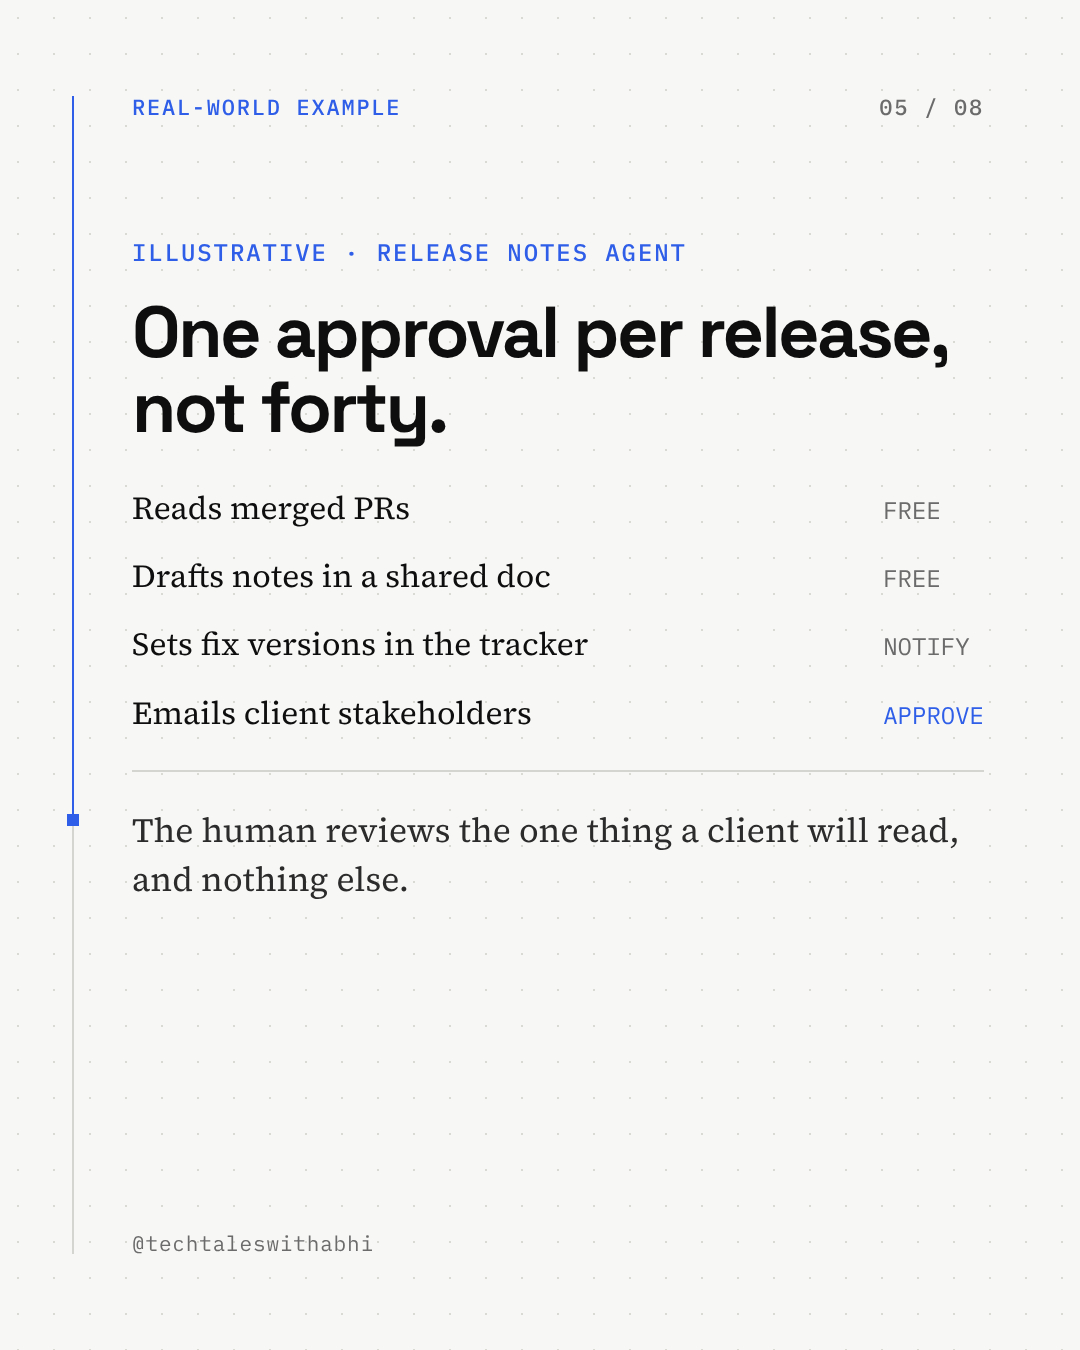 REAL-WORLD EXAMPLE
05 / 08
ILLUSTRATIVE · RELEASE NOTES AGENT
One approval per release,
not forty.
Reads merged PRs FREE
Drafts notes in a shared doc FREE
Sets fix versions in the tracker NOTIFY
Emails client stakeholders APPROVE
The human reviews the one thing a client will read,
and nothing else.
@techtaleswithabhi